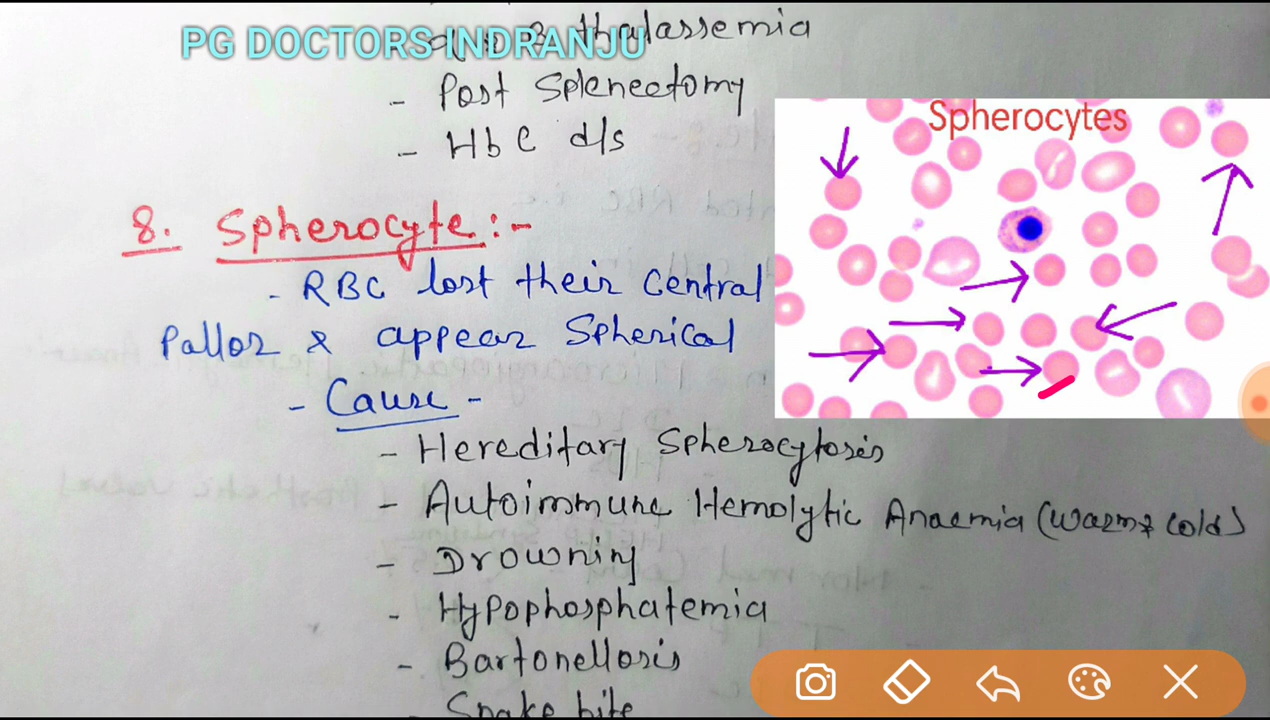 PG DOCTORS INDRANJU
thalassemia
- Post Splenectomy
- HbC d/s
Spherocytes
8. Spherocyte:-
- RBC lost their central
Pallor & appear Spherical
- Cause -
- Hereditary Spherocytosis
- Autoimmune Hemolytic Anaemia (warm & cold)
- Drowning
- Hypophosphatemia
- Bartonellosis
- Snake bite